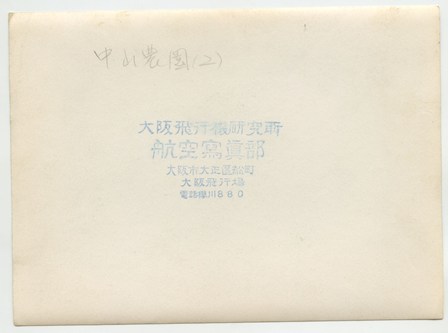 中山農園(2)
大阪飛行機研究所
航空寫眞部
大阪市大正區船町
大阪飛行場
電話櫻川890